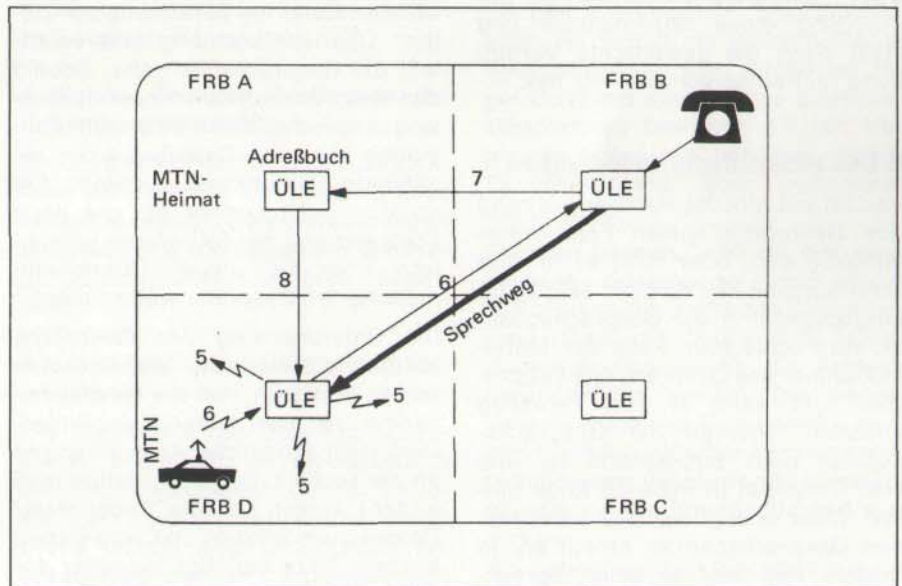 FRB A
FRB B
Adreßbuch
7
MTN-
Heimat
ÜLE
ÜLE
8
6
Sprechweg
5
ÜLE
5
ÜLE
6
5
MTN
FRB D
FRB C